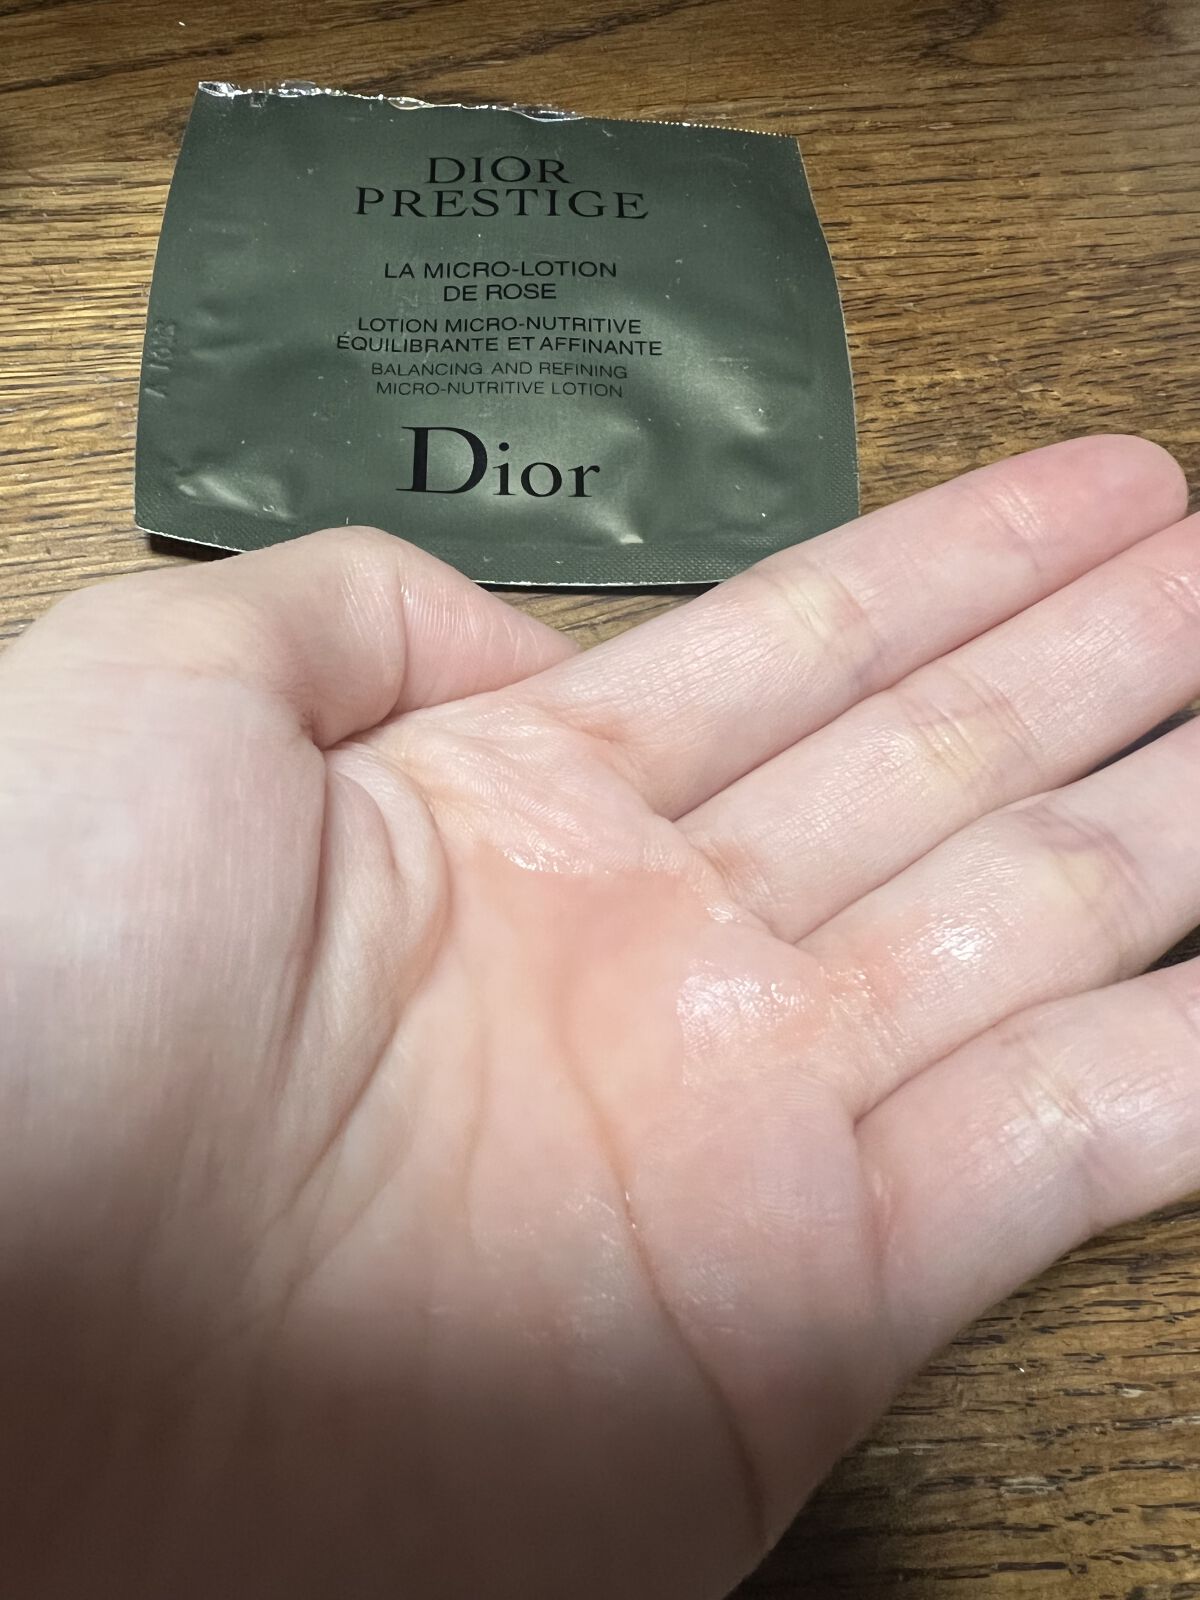 DIOR
PRESTIGE
LA MICRO-LOTION
DE ROSE
LOTION MICRO-NUTRITIVE
ÉQUILIBRANTE ET AFFINANTE
BALANCING AND REFINING
MICRO-NUTRITIVE LOTION
Dior